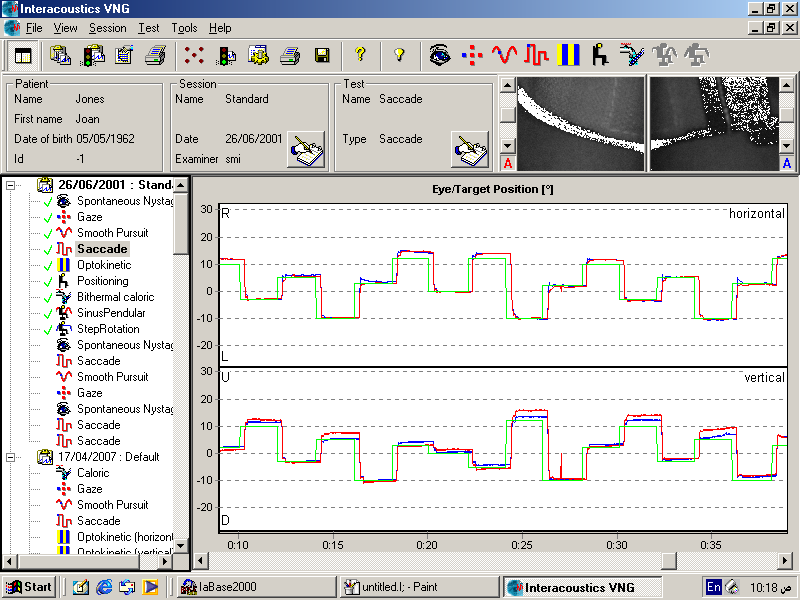 Interacoustics VNG
File View Session Test Tools Help
Patient
Name Jones
First name Joan
Date of birth 05/05/1962
Id -1
Session
Name Standard
Date 26/06/2001
Examiner smi
Test
Name Saccade
Type Saccade
A
A
26/06/2001 : Stand
Spontaneous Nystag
Gaze
Smooth Pursuit
Saccade
Optokinetic
Positioning
Bithermal caloric
SinusPendular
StepRotation
Spontaneous Nystag
Saccade
Smooth Pursuit
Gaze
Spontaneous Nystag
Saccade
Saccade
17/04/2007 : Default
Caloric
Gaze
Smooth Pursuit
Saccade
Optokinetic (horizon
Optokinetic (vertical
Eye/Target Position [°]
30
R
horizontal
20
10
0
-10
-20
L
30
U
vertical
20
10
0
-10
-20
D
0:10 0:15 0:20 0:25 0:30 0:35
Start
laBase2000
untitled.l; - Paint
Interacoustics VNG
En
10:18 ص